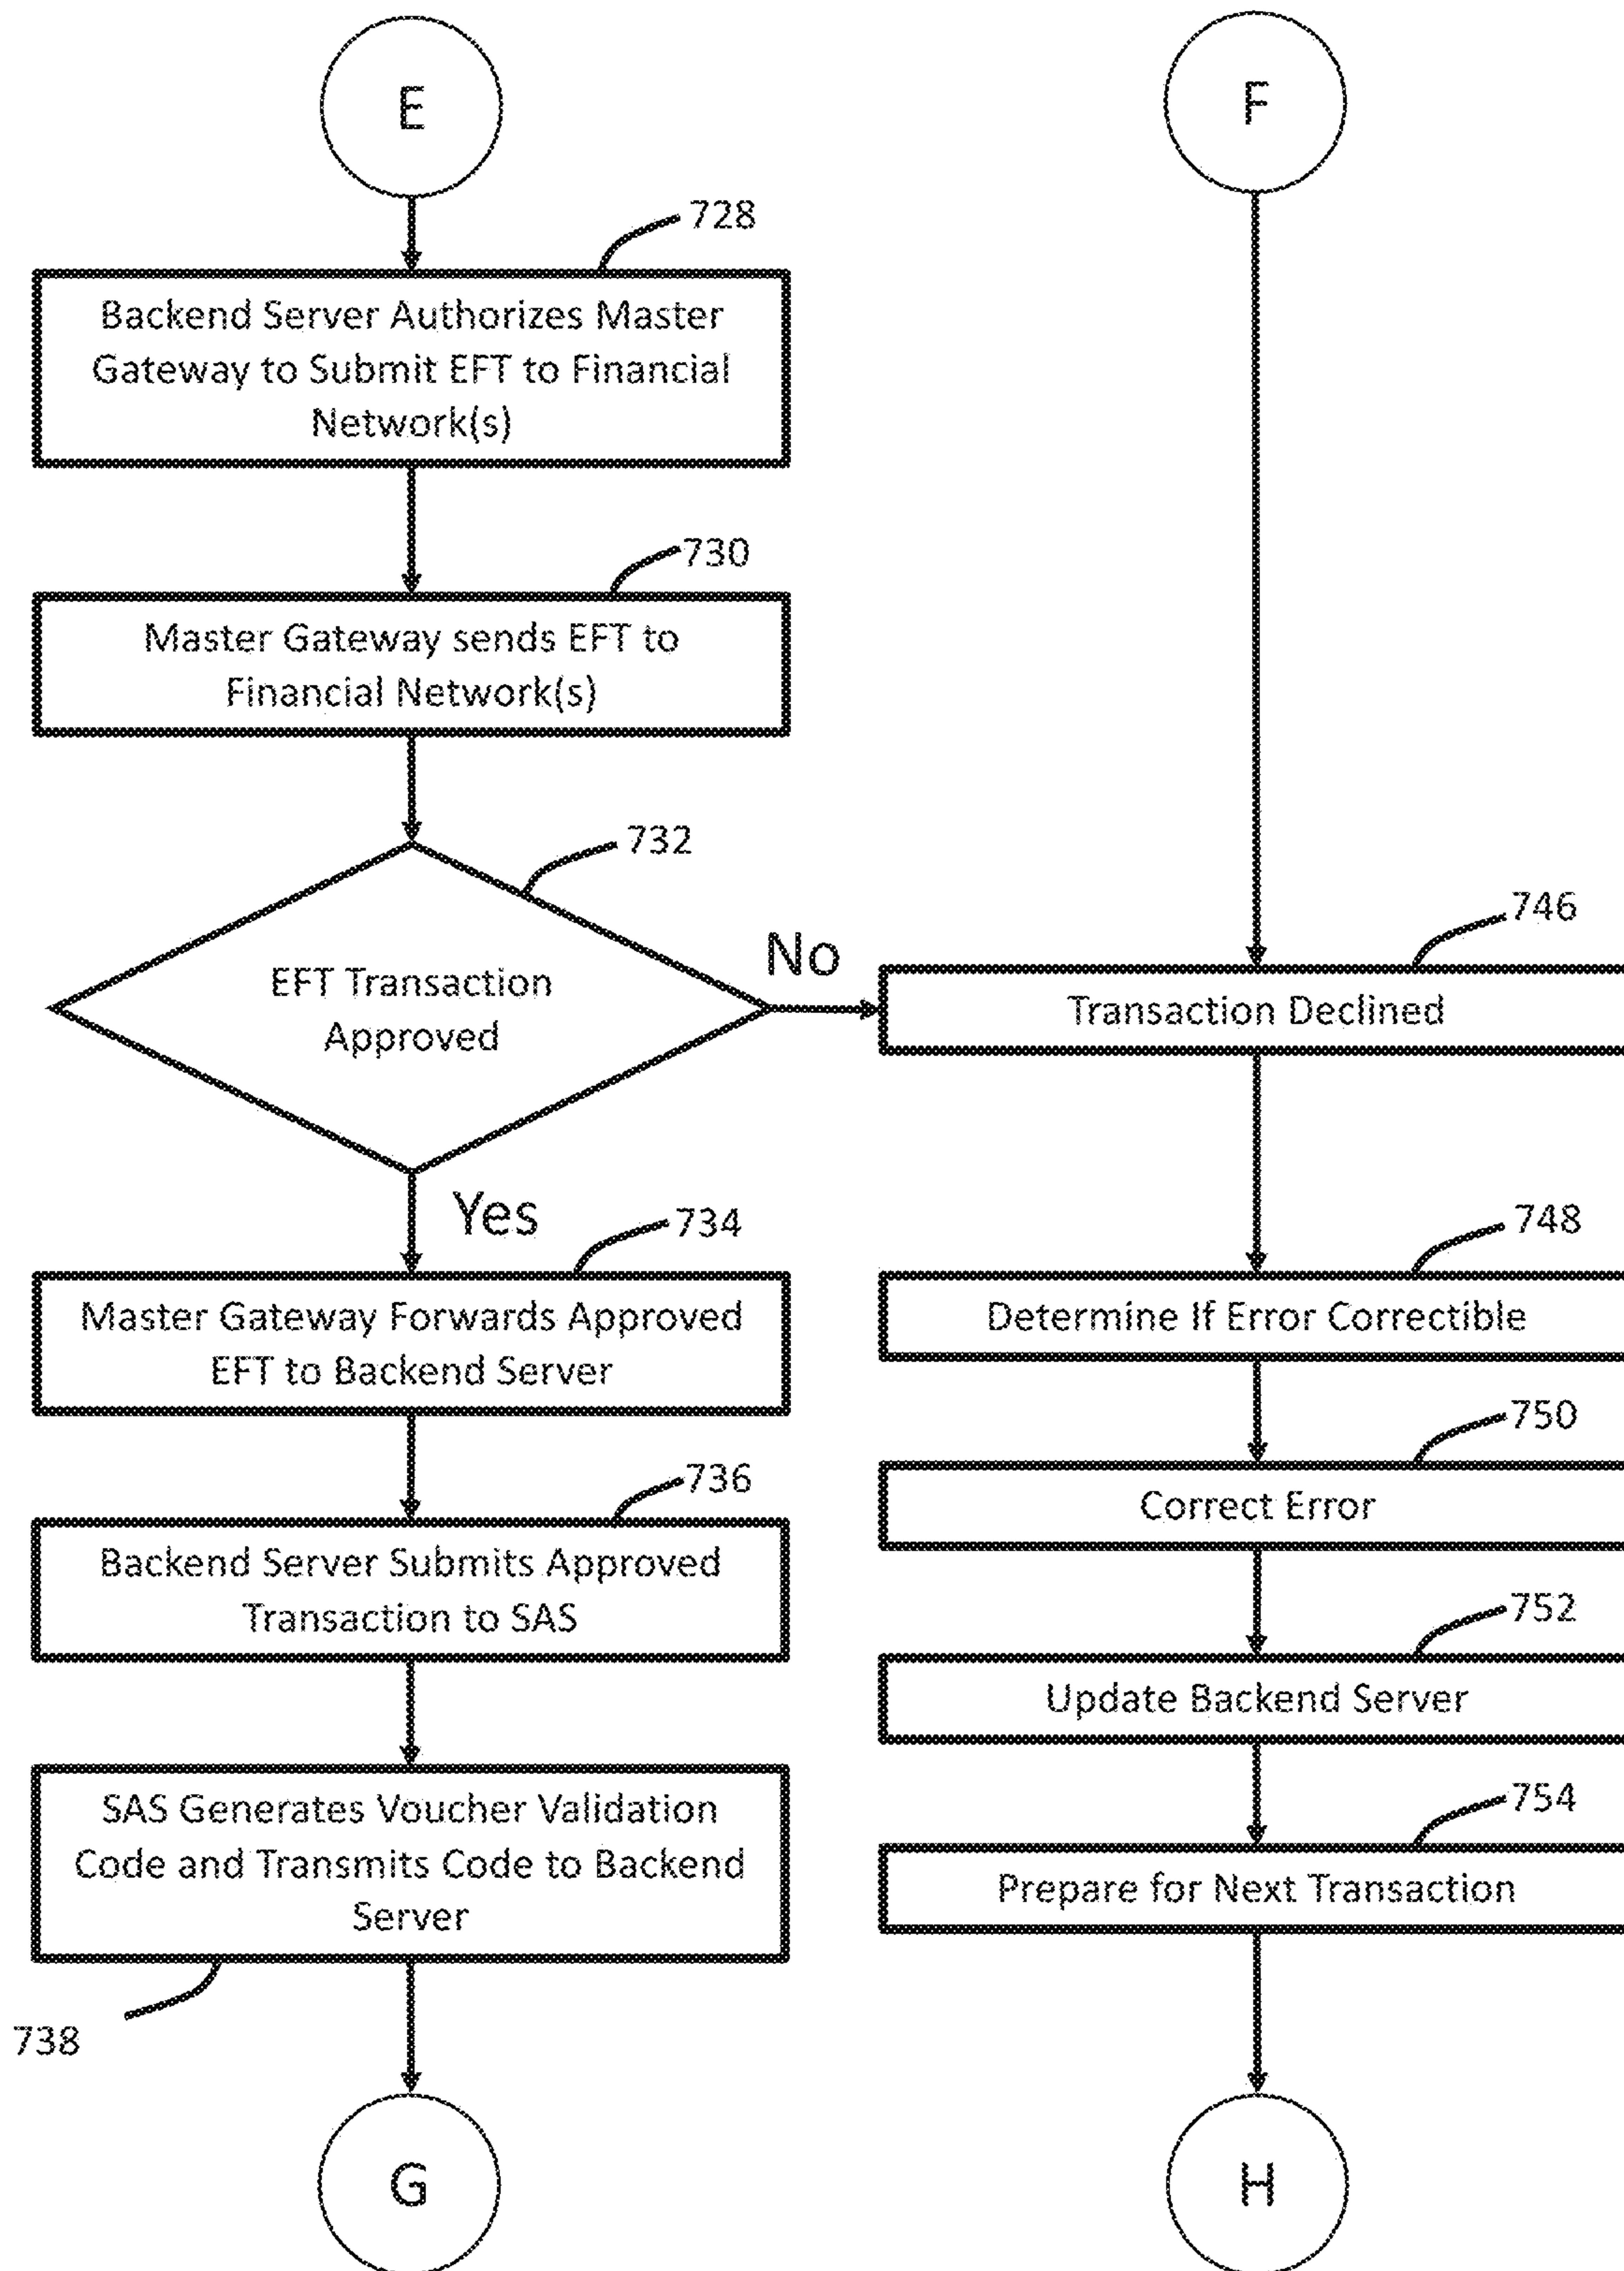 E
F
728
Backend Server Authorizes Master
Gateway to Submit EFT to Financial
Network(s)
730
Master Gateway sends EFT to
Financial Network(s)
732
EFT Transaction
Approved
No
746
Transaction Declined
Yes
734
Master Gateway Forwards Approved
EFT to Backend Server
748
Determine If Error Correctible
750
Correct Error
736
Backend Server Submits Approved
Transaction to SAS
752
Update Backend Server
SAS Generates Voucher Validation
Code and Transmits Code to Backend
Server
738
754
Prepare for Next Transaction
G
H